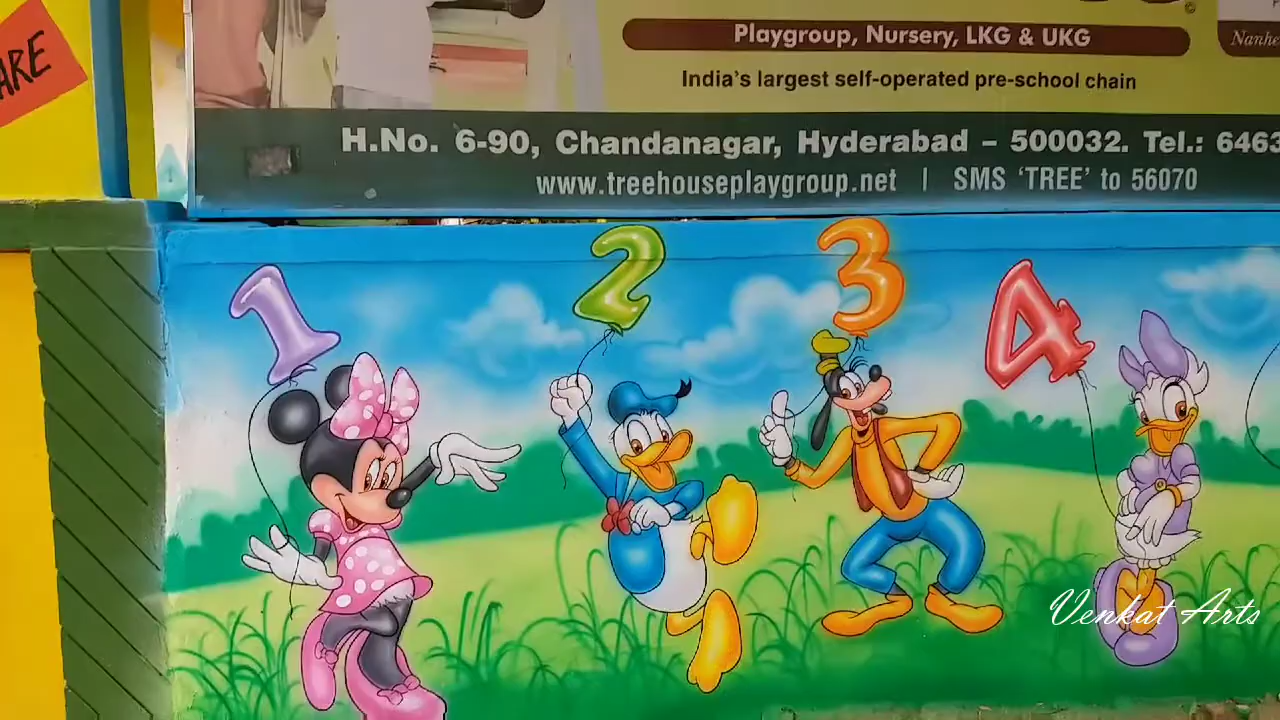 ARE
Playgroup, Nursery, LKG & UKG
India's largest self-operated pre-school chain
H.No. 6-90, Chandanagar, Hyderabad – 500032. Tel.: 6463
www.treehouseplaygroup.net | SMS 'TREE' to 56070
1 2 3 4
Venkat Arts